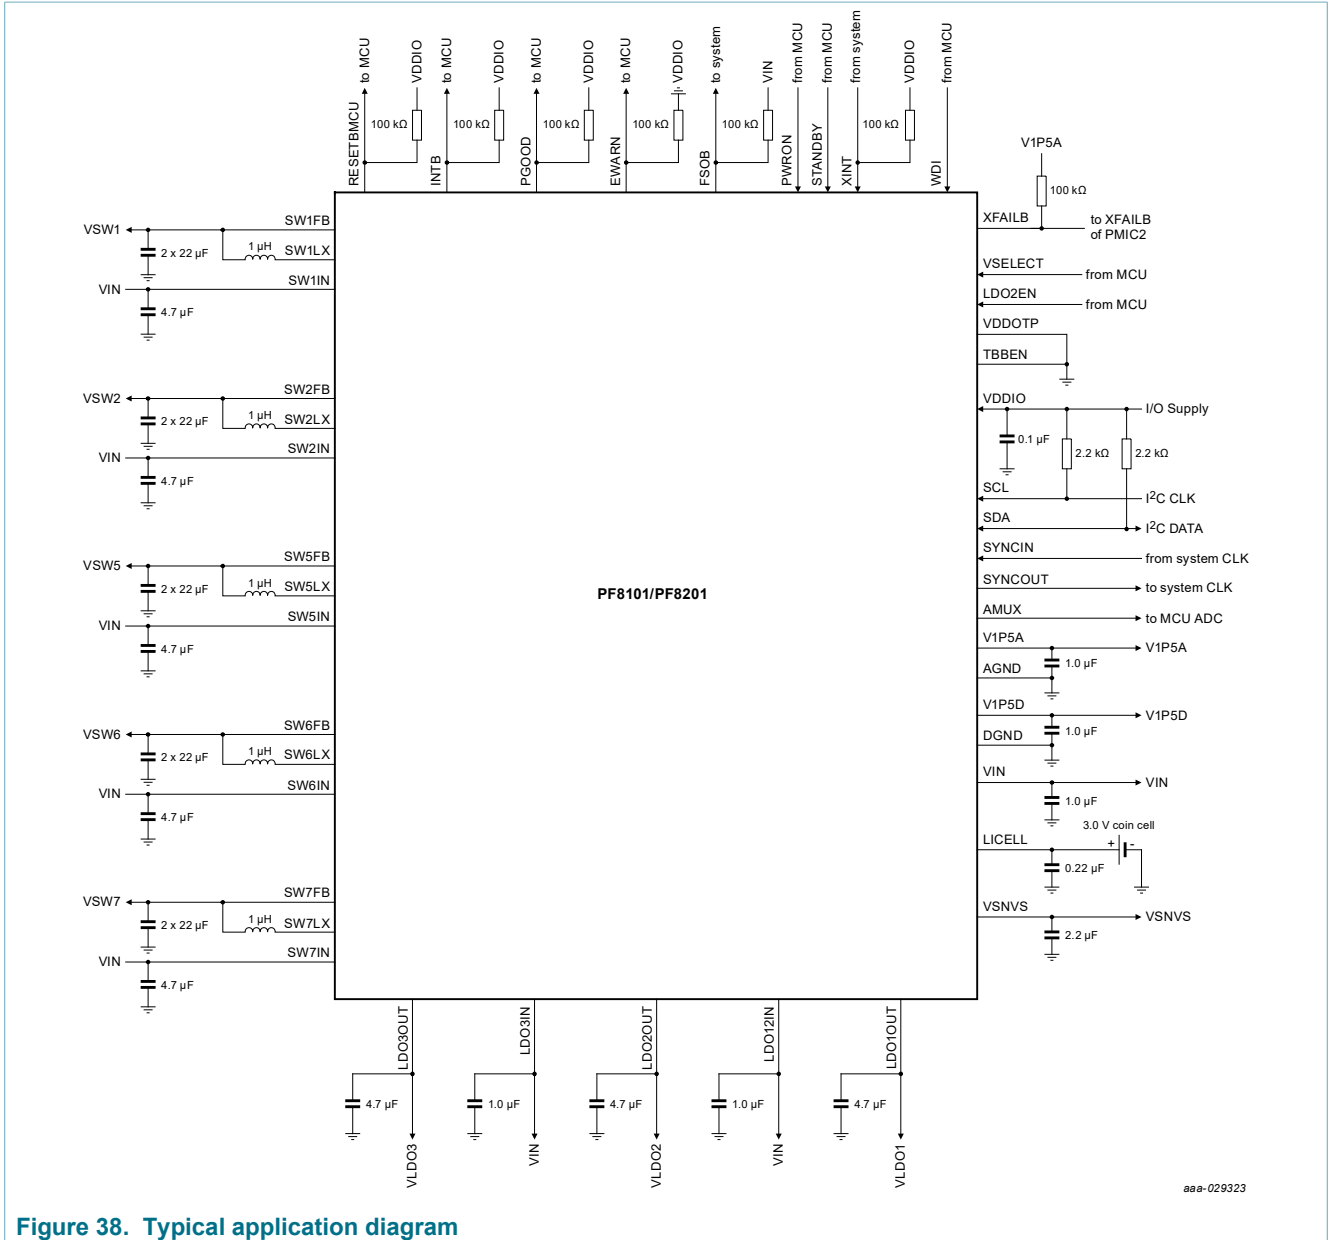 to MCU
VDDIO
to MCU
VDDIO
to MCU
VDDIO
to MCU
VDDIO
to system
VIN
from MCU
from MCU
from system
VDDIO
from MCU
100 kΩ
100 kΩ
100 kΩ
100 kΩ
100 kΩ
100 kΩ
RESETBMCU
INTB
PGOOD
EWARN
FSOB
PWRON
STANDBY
XINT
WDI
VSW1
SW1FB
2 x 22 µF
1 µH
SW1LX
VIN
SW1IN
4.7 µF
VSW2
SW2FB
2 x 22 µF
1 µH
SW2LX
VIN
SW2IN
4.7 µF
VSW5
SW5FB
2 x 22 µF
1 µH
SW5LX
VIN
SW5IN
4.7 µF
VSW6
SW6FB
2 x 22 µF
1 µH
SW6LX
VIN
SW6IN
4.7 µF
VSW7
SW7FB
2 x 22 µF
1 µH
SW7LX
VIN
SW7IN
4.7 µF
PF8101/PF8201
V1P5A
100 kΩ
XFAILB
to XFAILB
of PMIC2
VSELECT
from MCU
LDO2EN
from MCU
VDDOTP
TBBEN
VDDIO
I/O Supply
0.1 µF
2.2 kΩ
2.2 kΩ
SCL
I²C CLK
SDA
I²C DATA
SYNCIN
from system CLK
SYNCOUT
to system CLK
AMUX
to MCU ADC
V1P5A
V1P5A
1.0 µF
AGND
V1P5D
V1P5D
1.0 µF
DGND
VIN
VIN
1.0 µF
3.0 V coin cell
LICELL
+ -
0.22 µF
VSNVS
VSNVS
2.2 µF
LDO3OUT
LDO3IN
LDO2OUT
LDO12IN
LDO1OUT
4.7 µF
1.0 µF
4.7 µF
1.0 µF
4.7 µF
VLDO3
VIN
VLDO2
VIN
VLDO1
aaa-029323
Figure 38. Typical application diagram